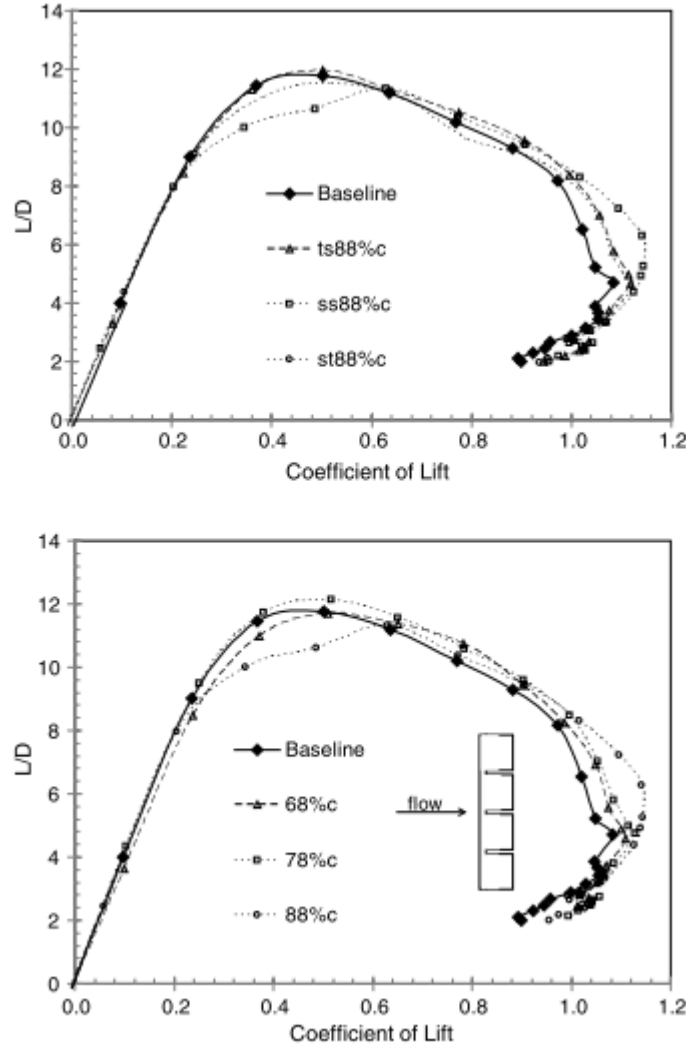 14
12
10
8
6
4
2
0
L/D
Baseline
ts88%c
ss88%c
st88%c
0.0 0.2 0.4 0.6 0.8 1.0 1.2
Coefficient of Lift
14
12
10
8
6
4
2
0
L/D
Baseline
68%c
78%c
88%c
flow
0.0 0.2 0.4 0.6 0.8 1.0 1.2
Coefficient of Lift